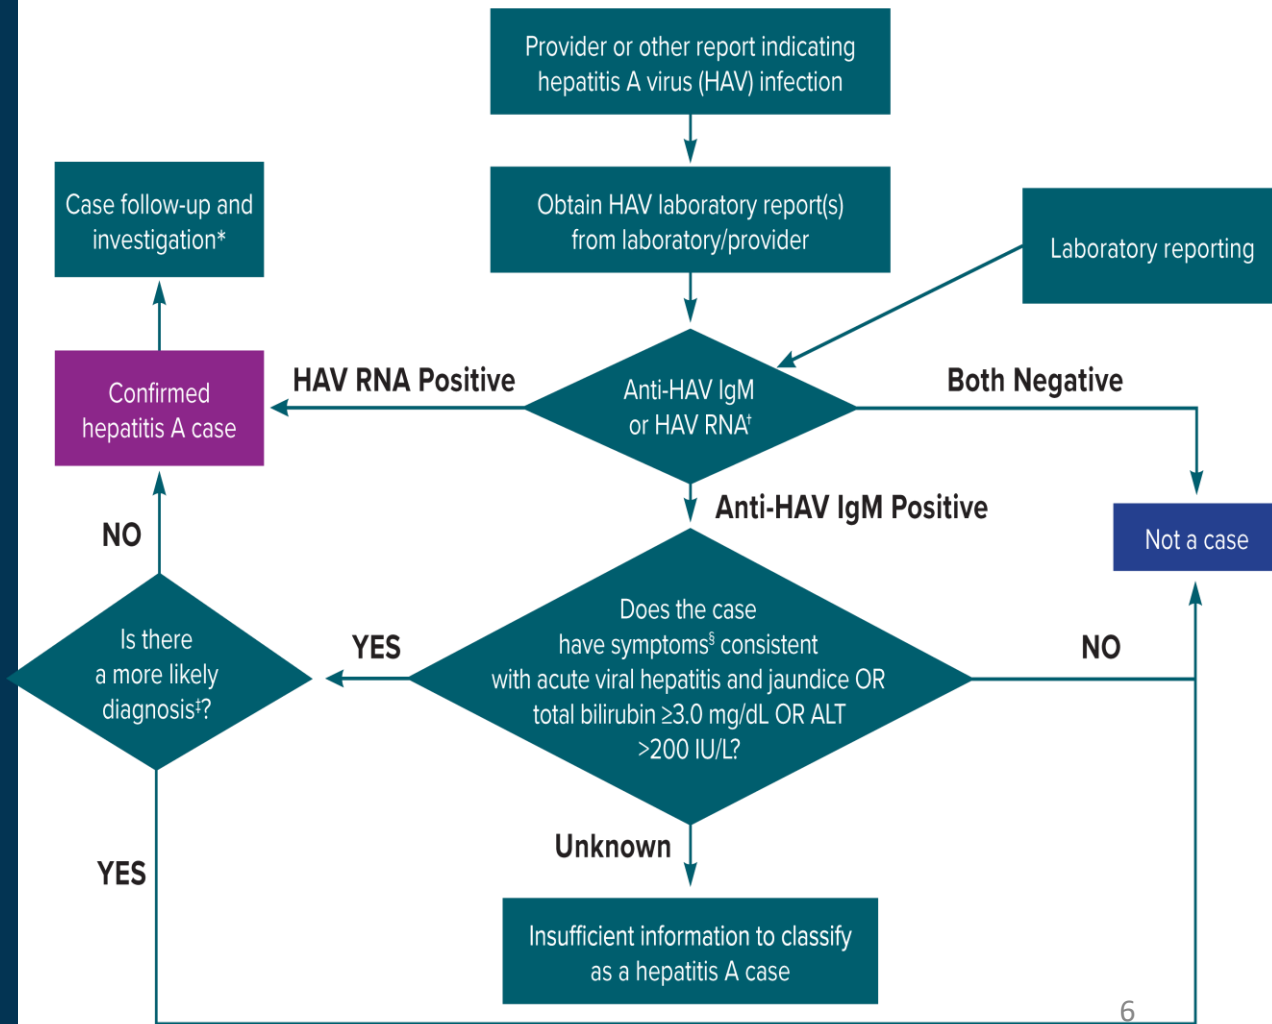 Provider or other report indicating
hepatitis A virus (HAV) infection
Case follow-up and
investigation*
Obtain HAV laboratory report(s)
from laboratory/provider
Laboratory reporting
Confirmed
hepatitis A case
HAV RNA Positive
Anti-HAV IgM
or HAV RNA†
Both Negative
Anti-HAV IgM Positive
NO
Not a case
Is there
a more likely
diagnosis‡?
YES
Does the case
have symptoms§ consistent
with acute viral hepatitis and jaundice OR
total bilirubin ≥3.0 mg/dL OR ALT
>200 IU/L?
NO
Unknown
YES
Insufficient information to classify
as a hepatitis A case
6